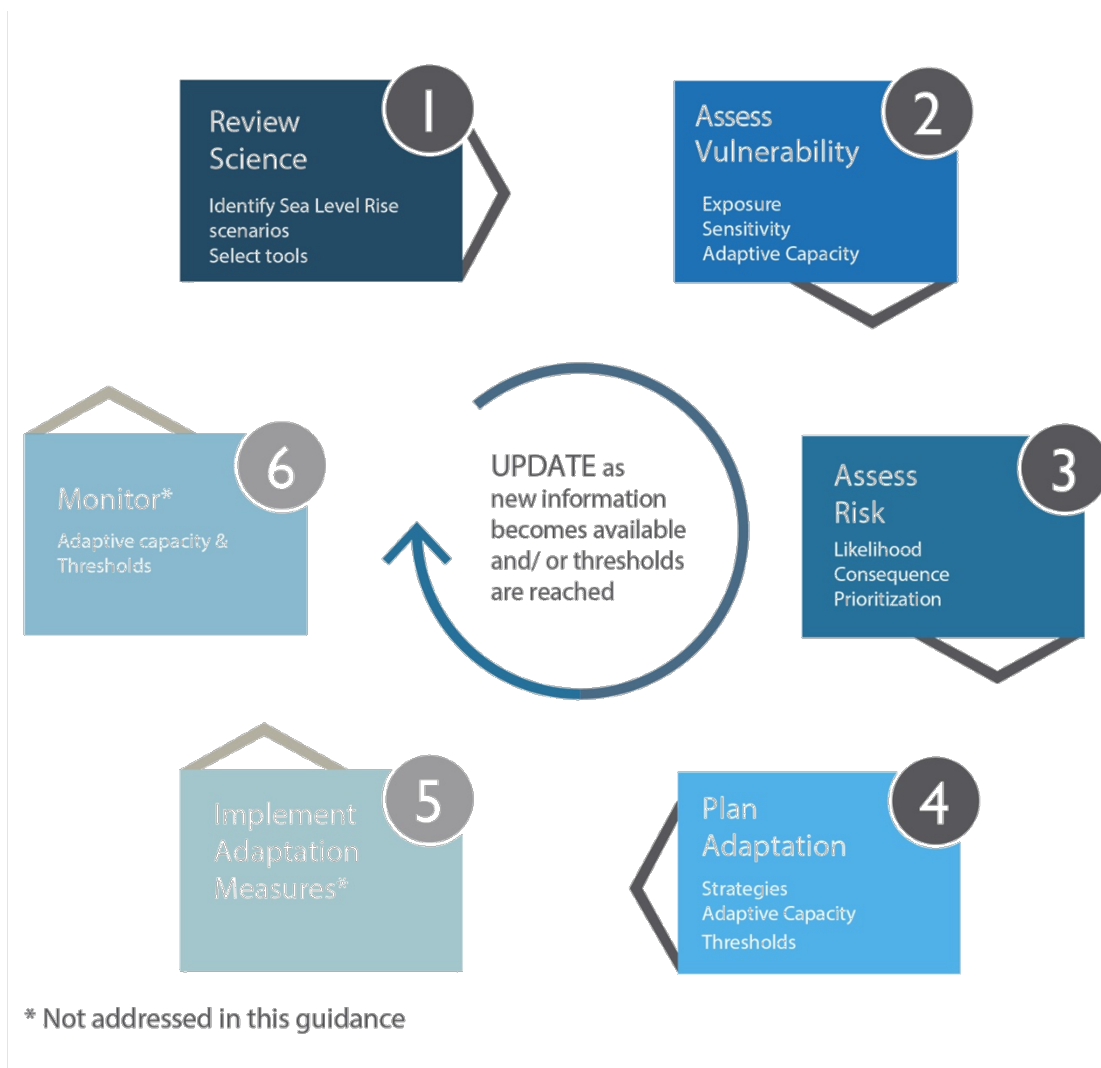 1
Review
Science
Identify Sea Level Rise
scenarios
Select tools
2
Assess
Vulnerability
Exposure
Sensitivity
Adaptive Capacity
3
Assess
Risk
Likelihood
Consequence
Prioritization
4
Plan
Adaptation
Strategies
Adaptive Capacity
Thresholds
5
Implement
Adaptation
Measures*
6
Monitor*
Adaptive capacity &
Thresholds
UPDATE as
new information
becomes available
and/ or thresholds
are reached
* Not addressed in this guidance